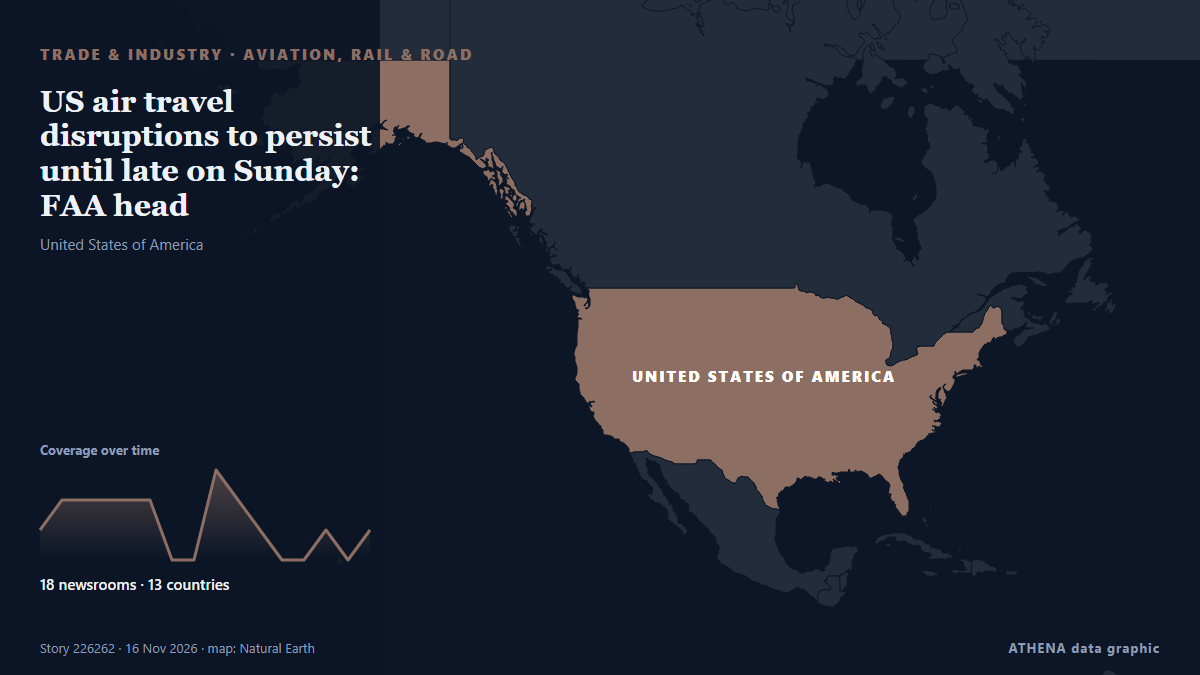 TRADE & INDUSTRY · AVIATION, RAIL & ROAD
US air travel
disruptions to persist
until late on Sunday:
FAA head
United States of America
UNITED STATES OF AMERICA
Coverage over time
18 newsrooms · 13 countries
Story 226262 · 16 Nov 2026 · map: Natural Earth
ATHENA data graphic